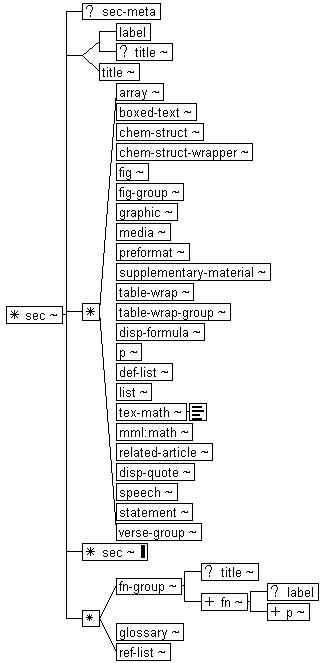 ? sec-meta
label
? title ~
title ~
array ~
boxed-text ~
chem-struct ~
chem-struct-wrapper ~
fig ~
fig-group ~
graphic ~
media ~
preformat ~
supplementary-material ~
table-wrap ~
* sec ~
*
table-wrap-group ~
disp-formula ~
p ~
def-list ~
list ~
tex-math ~
mml:math ~
related-article ~
disp-quote ~
speech ~
statement ~
verse-group ~
* sec ~
? title ~
fn-group ~
+ fn ~
? label
+ p ~
*
glossary ~
ref-list ~